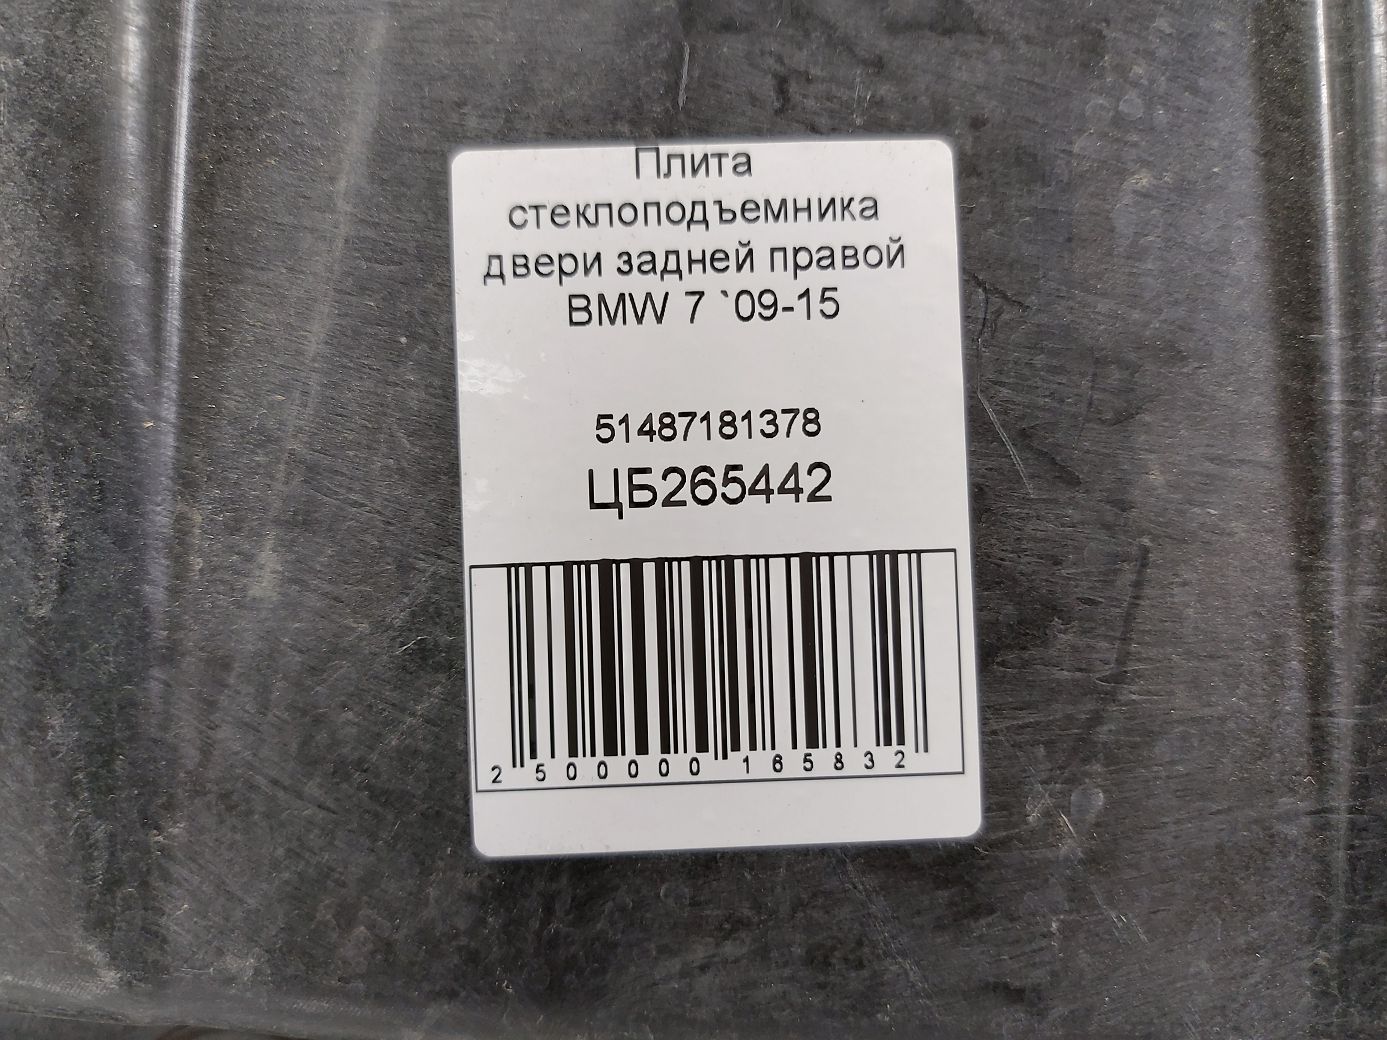 Плита
стеклоподъемника
двери задней правой
BMW 7 `09-15
51487181378
ЦБ265442
2 500000 165832